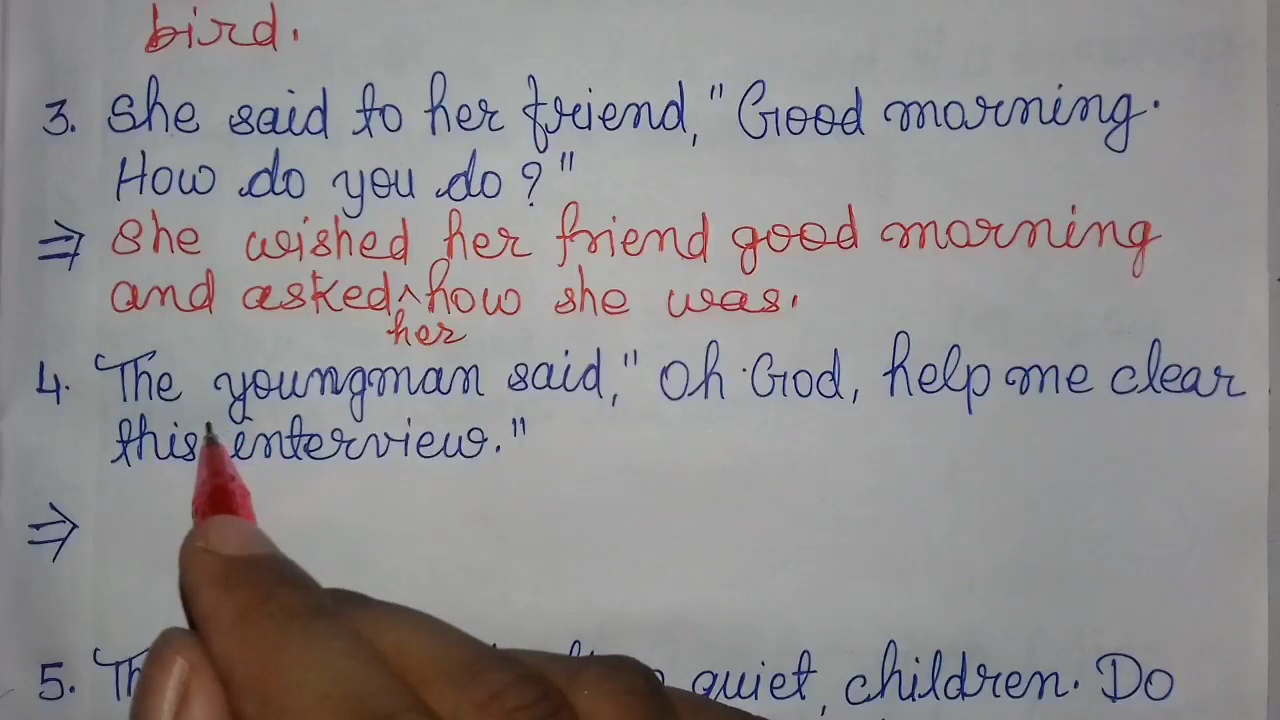 bird.
3. She said to her friend, "Good morning.
How do you do?"
⇒ She wished her friend good morning
and asked ^ how she was.
her
4. The youngman said, "Oh God, help me clear
this enterview."
⇒
5. quiet, children. Do